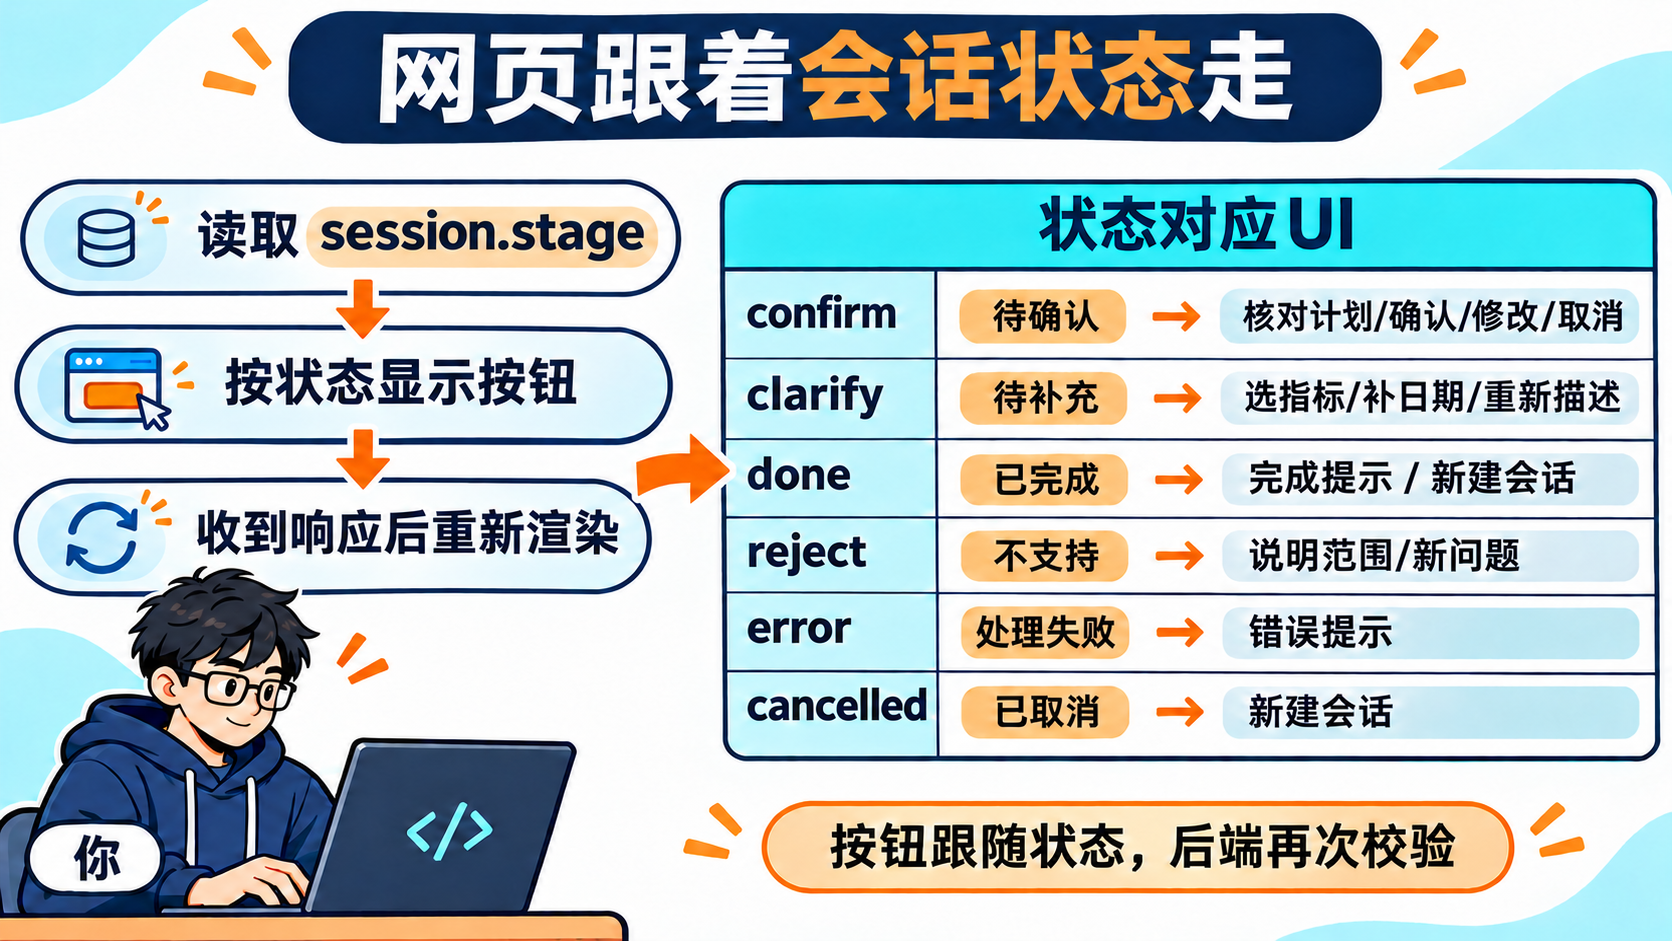 网页跟着会话状态走
读取 session.stage
按状态显示按钮
收到响应后重新渲染
状态对应UI
confirm 待确认 → 核对计划/确认/修改/取消
clarify 待补充 → 选指标/补日期/重新描述
done 已完成 → 完成提示 / 新建会话
reject 不支持 → 说明范围/新问题
error 处理失败 → 错误提示
cancelled 已取消 → 新建会话
</>
你
按钮跟随状态，后端再次校验